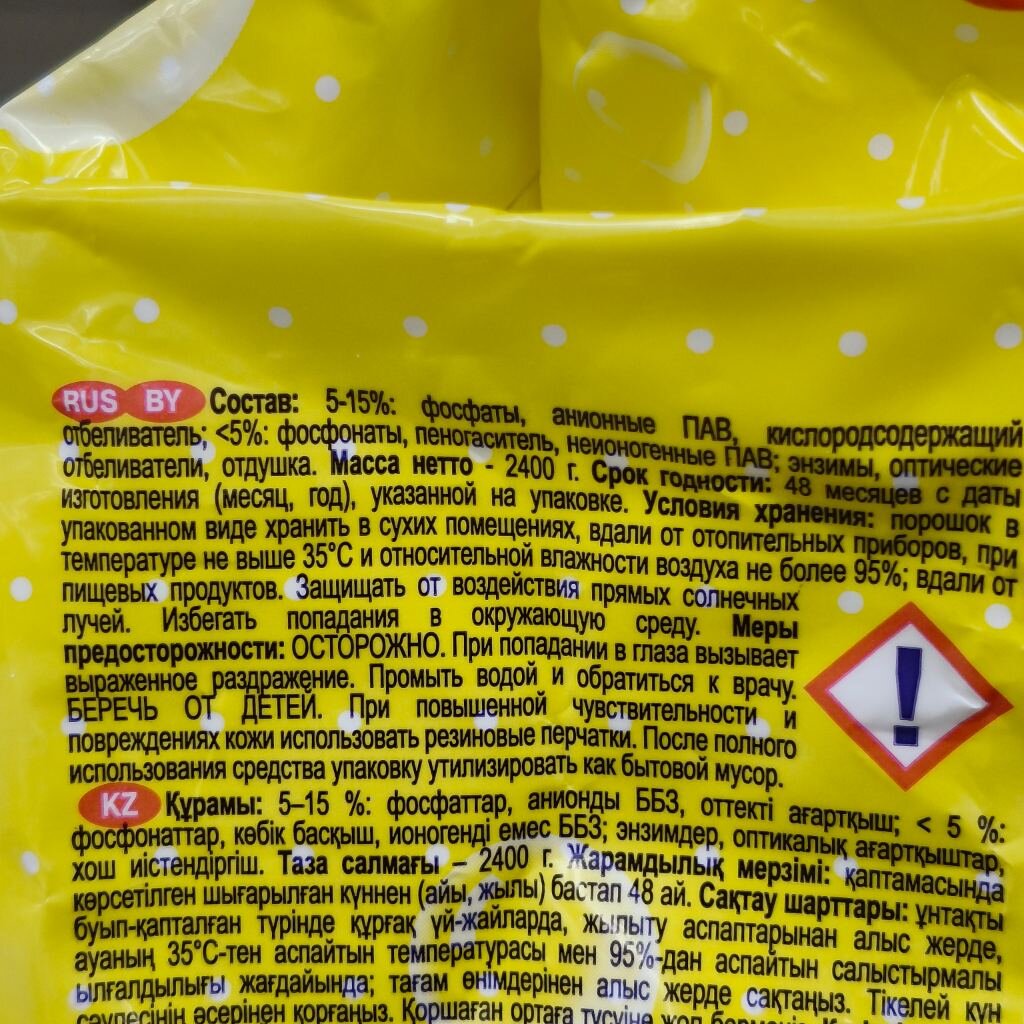 RUS BY Состав: 5-15%: фосфаты, анионные ПАВ, кислородсодержащий
отбеливатель; <5%: фосфонаты, пеногаситель, неионогенные ПАВ; энзимы, оптические
отбеливатели, отдушка. Масса нетто - 2400 г. Срок годности: 48 месяцев с даты
изготовления (месяц, год), указанной на упаковке. Условия хранения: порошок в
упакованном виде хранить в сухих помещениях, вдали от отопительных приборов, при
температуре не выше 35°С и относительной влажности воздуха не более 95%; вдали от
пищевых продуктов. Защищать от воздействия прямых солнечных
лучей. Избегать попадания в окружающую среду. Меры
предосторожности: ОСТОРОЖНО. При попадании в глаза вызывает
выраженное раздражение. Промыть водой и обратиться к врачу.
БЕРЕЧЬ ОТ ДЕТЕЙ. При повышенной чувствительности и
повреждениях кожи использовать резиновые перчатки. После полного
использования средства упаковку утилизировать как бытовой мусор.
KZ Құрамы: 5–15 %: фосфаттар, анионды ББЗ, оттекті ағартқыш; < 5 %:
фосфонаттар, көбік басқыш, ионогенді емес ББЗ; энзимдер, оптикалық ағартқыштар,
хош иістендіргіш. Таза салмағы – 2400 г. Жарамдылық мерзімі: қаптамасында
көрсетілген шығарылған күннен (айы, жылы) бастап 48 ай. Сақтау шарттары: ұнтақты
буып-қапталған түрінде құрғақ үй-жайларда, жылыту аспаптарынан алыс жерде,
ауаның 35°С-тен аспайтын температурасы мен 95%-дан аспайтын салыстырмалы
ылғалдылығы жағдайында; тағам өнімдерінен алыс жерде сақтаңыз. Тікелей күн
сәулесінің әсерінен қорғаңыз. Қоршаған ортаға түсуіне жол